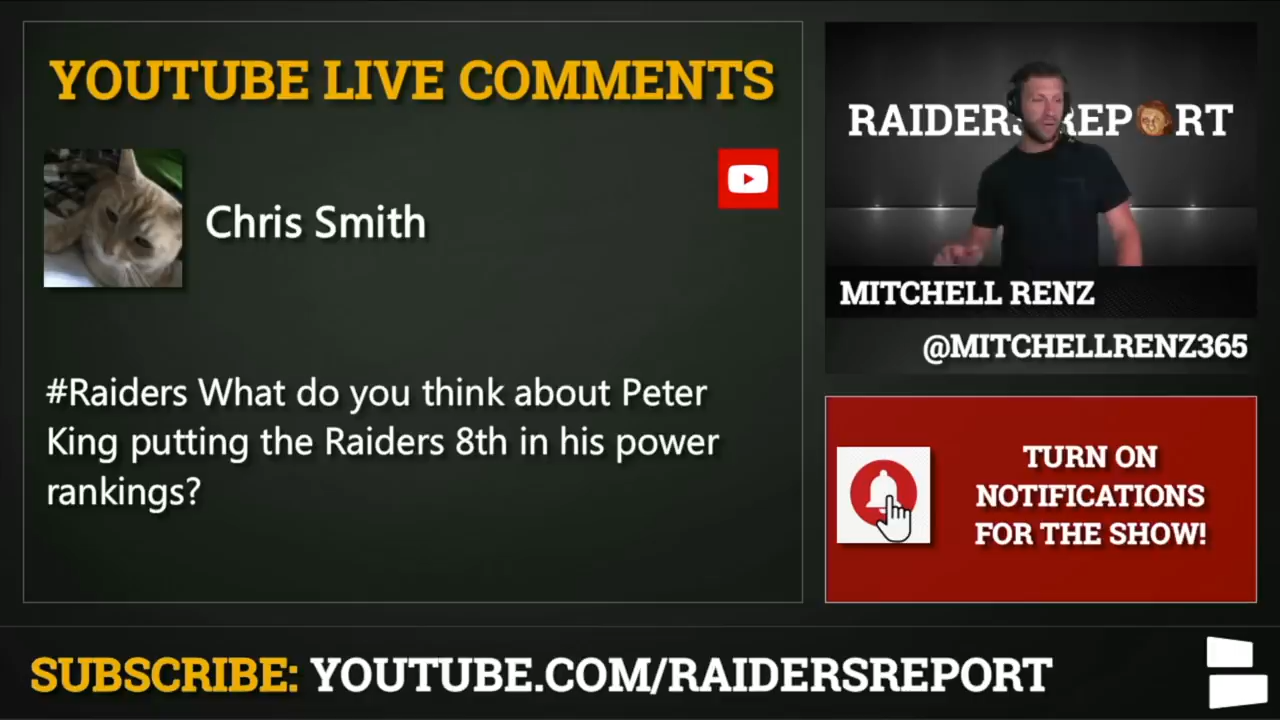 YOUTUBE LIVE COMMENTS
Chris Smith
#Raiders What do you think about Peter
King putting the Raiders 8th in his power
rankings?
RAIDERS REPORT
MITCHELL RENZ
@MITCHELLRENZ365
TURN ON
NOTIFICATIONS
FOR THE SHOW!
SUBSCRIBE: YOUTUBE.COM/RAIDERSREPORT